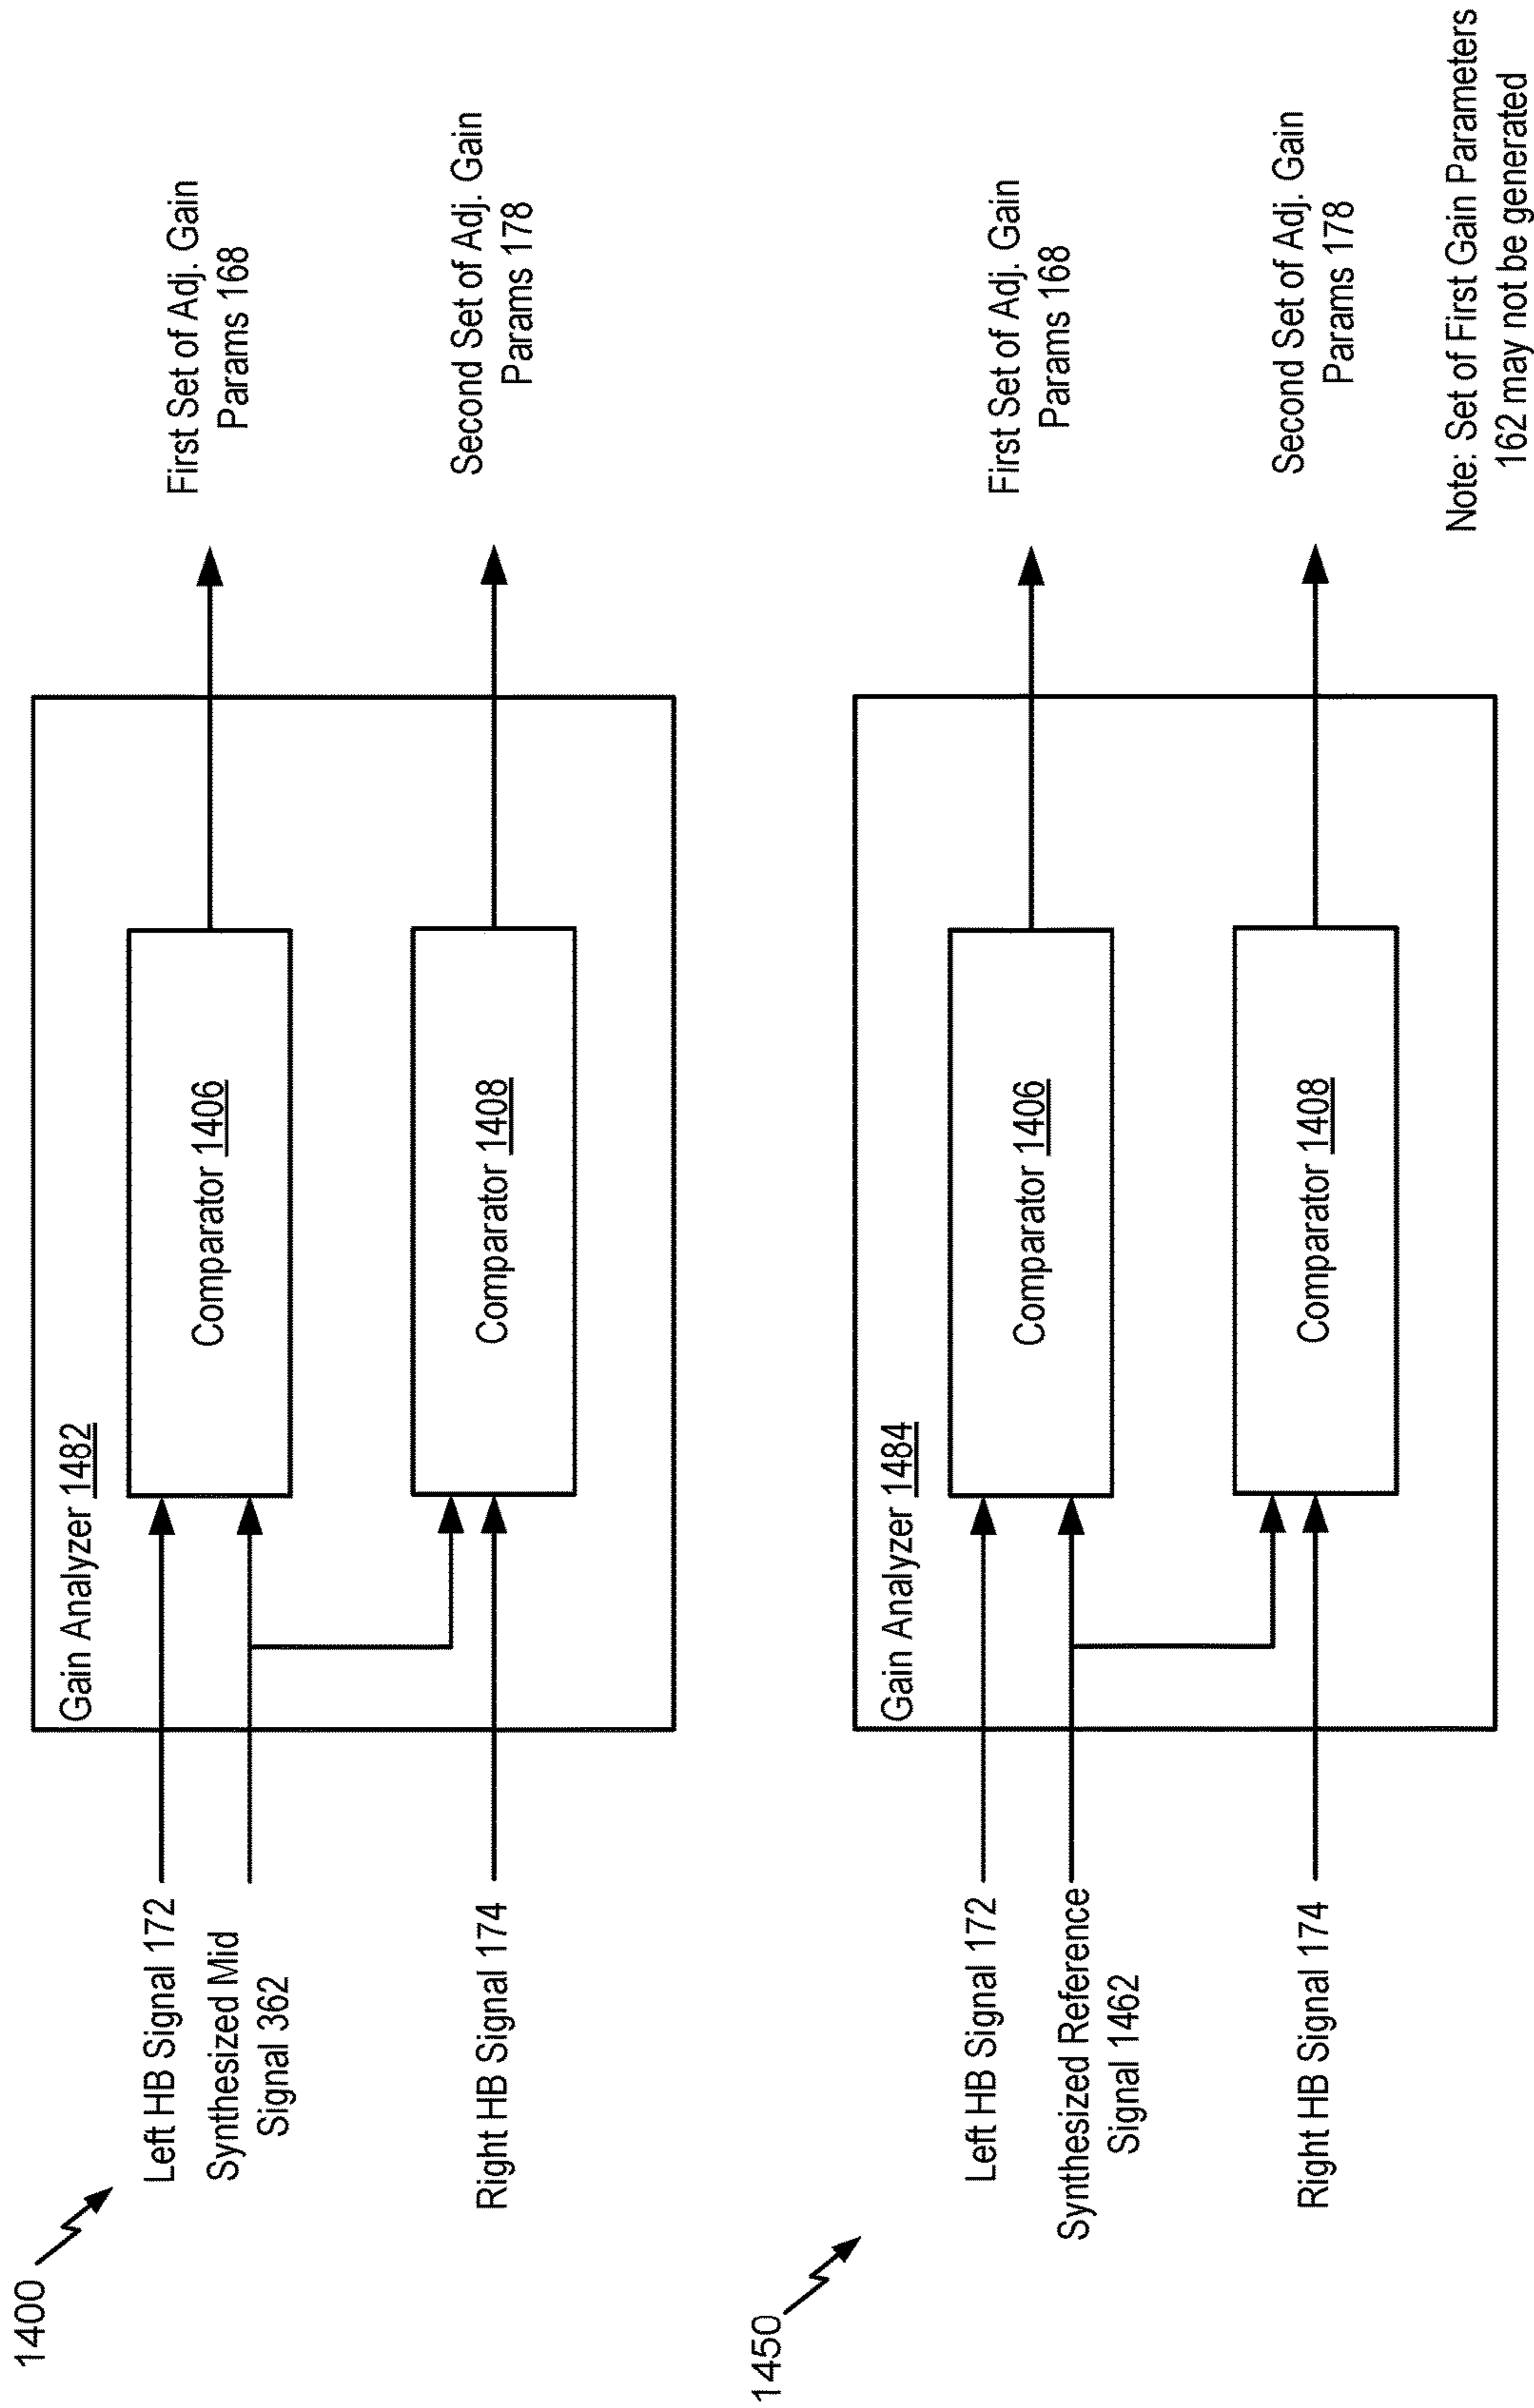 1400
Left HB Signal 172
Synthesized Mid
Signal 362
Right HB Signal 174
Gain Analyzer 1482
Comparator 1406
Comparator 1408
First Set of Adj. Gain
Params 168
Second Set of Adj. Gain
Params 178
1450
Left HB Signal 172
Synthesized Reference
Signal 1462
Right HB Signal 174
Gain Analyzer 1484
Comparator 1406
Comparator 1408
First Set of Adj. Gain
Params 168
Second Set of Adj. Gain
Params 178
Note: Set of First Gain Parameters
162 may not be generated